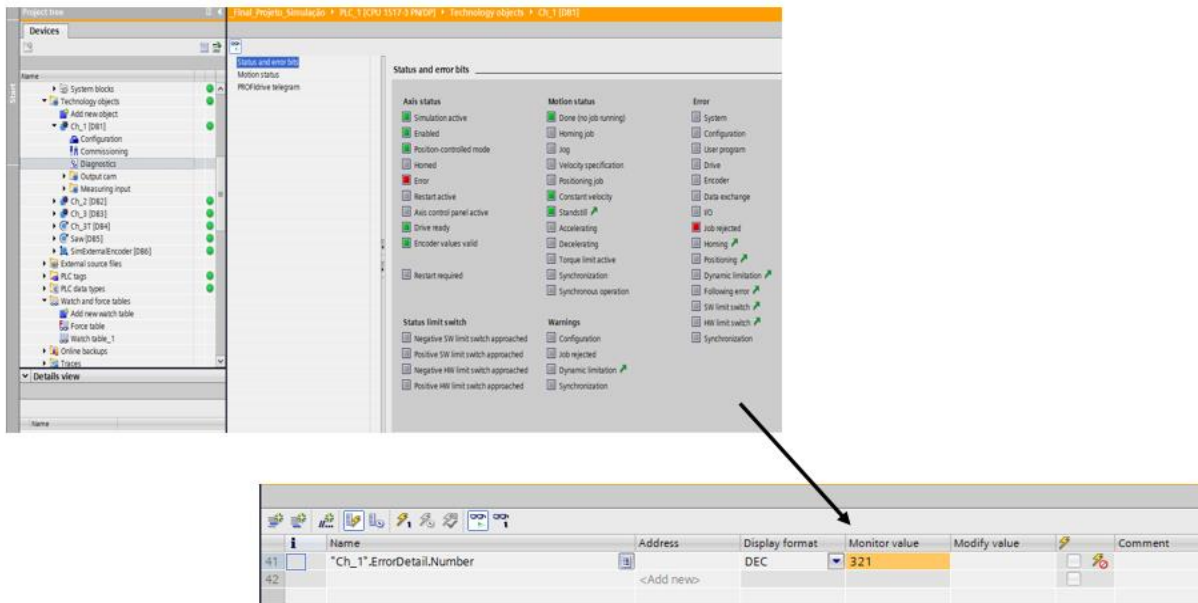 Project tree
_Final_Projeto_Simulação › PLC_1 [CPU 1517-3 PN/DP] › Technology objects › Ch_1 [DB1]
Devices
Start
Name
System blocks
Technology objects
Add new object
Ch_1 [DB1]
Configuration
Commissioning
Diagnostics
Output cam
Measuring input
Ch_2 [DB2]
Ch_3 [DB3]
Ch_3T [DB4]
Saw [DB5]
SimExternalEncoder [DB6]
External source files
PLC tags
PLC data types
Watch and force tables
Add new watch table
Force table
Watch table_1
Online backups
Traces
Details view
Name
Status and error bits
Motion status
PROFIdrive telegram
Status and error bits
Axis status
Simulation active
Enabled
Position-controlled mode
Homed
Error
Restart active
Axis control panel active
Drive ready
Encoder values valid
Restart required
Motion status
Done (no job running)
Homing job
Jog
Velocity specification
Positioning job
Constant velocity
Standstill
Accelerating
Decelerating
Torque limit active
Synchronization
Synchronous operation
Error
System
Configuration
User program
Drive
Encoder
Data exchange
I/O
Job rejected
Homing
Positioning
Dynamic limitation
Following error
SW limit switch
HW limit switch
Synchronization
Status limit switch
Negative SW limit switch approached
Positive SW limit switch approached
Negative HW limit switch approached
Positive HW limit switch approached
Warnings
Configuration
Job rejected
Dynamic limitation
Synchronization
i Name Address Display format Monitor value Modify value Comment
41 "Ch_1".ErrorDetail.Number DEC 321
42 <Add new>